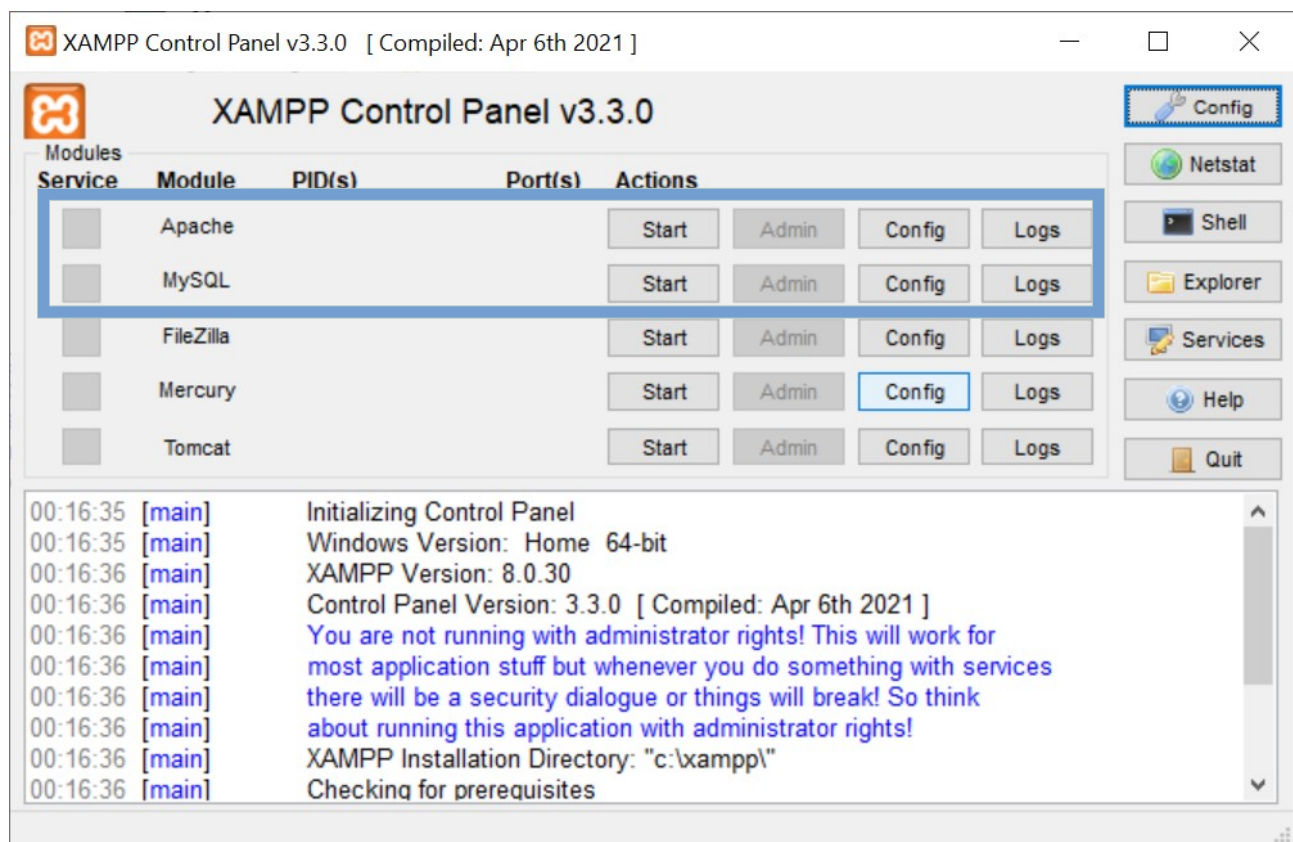 XAMPP Control Panel v3.3.0 [ Compiled: Apr 6th 2021 ]
XAMPP Control Panel v3.3.0
Config
Modules
Service Module PID(s) Port(s) Actions
Netstat
Apache Start Admin Config Logs
Shell
MySQL Start Admin Config Logs
Explorer
FileZilla Start Admin Config Logs
Services
Mercury Start Admin Config Logs
Help
Tomcat Start Admin Config Logs
Quit
00:16:35 [main] Initializing Control Panel
00:16:35 [main] Windows Version: Home 64-bit
00:16:36 [main] XAMPP Version: 8.0.30
00:16:36 [main] Control Panel Version: 3.3.0 [ Compiled: Apr 6th 2021 ]
00:16:36 [main] You are not running with administrator rights! This will work for
00:16:36 [main] most application stuff but whenever you do something with services
00:16:36 [main] there will be a security dialogue or things will break! So think
00:16:36 [main] about running this application with administrator rights!
00:16:36 [main] XAMPP Installation Directory: "c:\xampp\"
00:16:36 [main] Checking for prerequisites